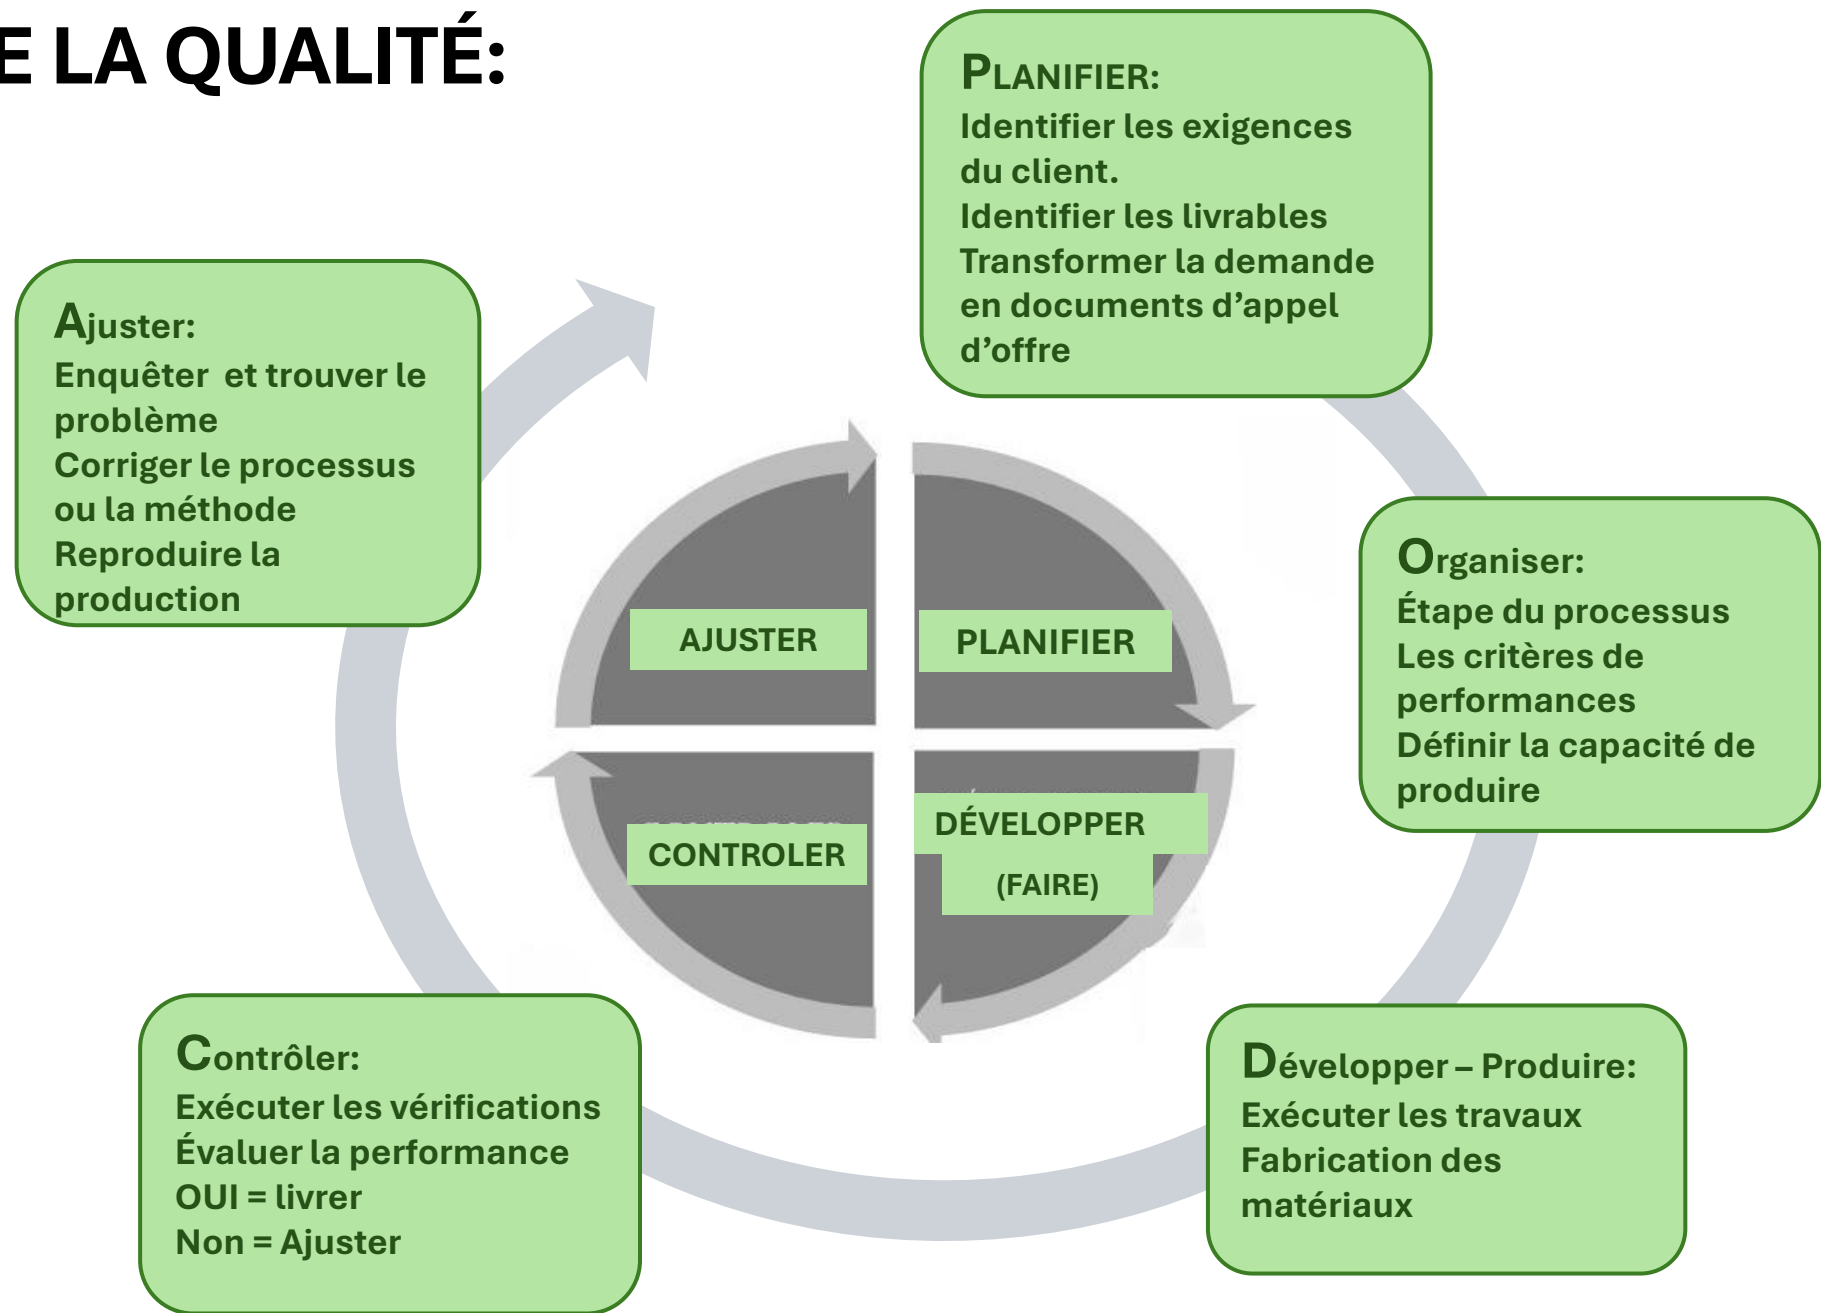 E LA QUALITÉ:
PLANIFIER:
Identifier les exigences
du client.
Identifier les livrables
Transformer la demande
en documents d’appel
d’offre
Organiser:
Étape du processus
Les critères de
performances
Définir la capacité de
produire
Développer – Produire:
Exécuter les travaux
Fabrication des
matériaux
Contrôler:
Exécuter les vérifications
Évaluer la performance
OUI = livrer
Non = Ajuster
Ajuster:
Enquêter  et trouver le
problème
Corriger le processus
ou la méthode
Reproduire la
production
AJUSTER
PLANIFIER
CONTROLER
DÉVELOPPER
(FAIRE)